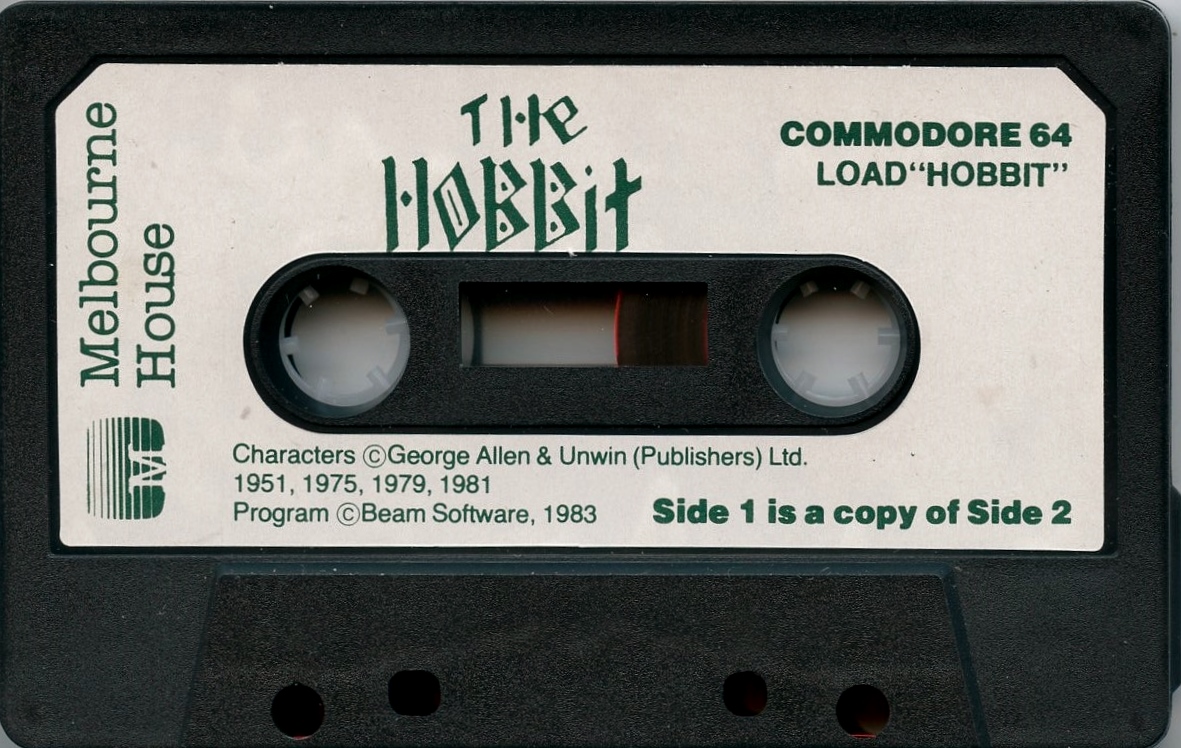 THE
HOBBIT
COMMODORE 64
LOAD“HOBBIT”
Melbourne
House
Characters ©George Allen & Unwin (Publishers) Ltd.
1951, 1975, 1979, 1981
Program ©Beam Software, 1983
Side 1 is a copy of Side 2